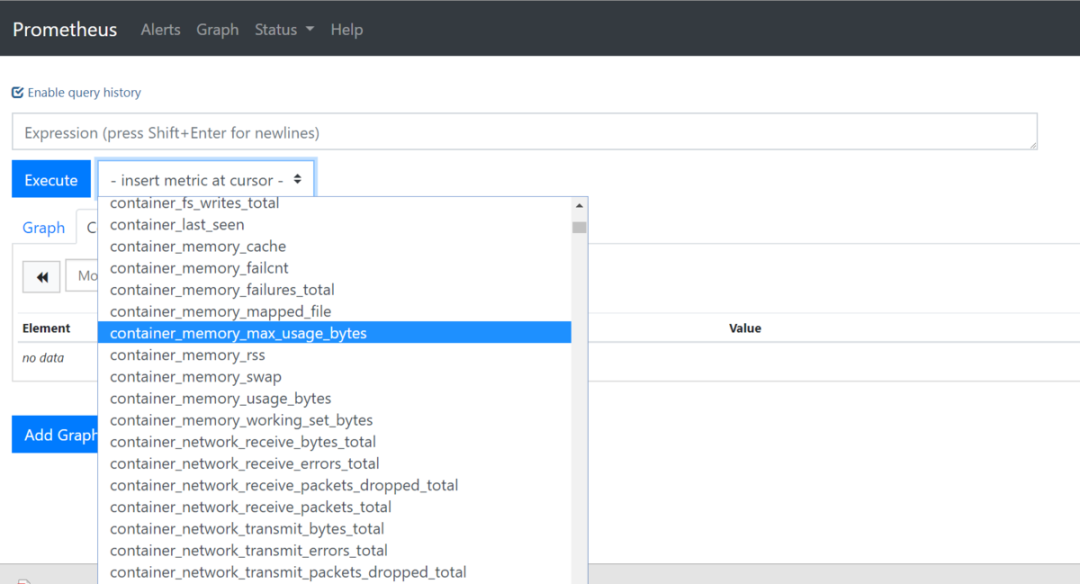 Prometheus Alerts Graph Status Help
Enable query history
Expression (press Shift+Enter for newlines)
Execute - insert metric at cursor -
container_fs_writes_total
Graph C
container_last_seen
container_memory_cache
Mo
container_memory_failcnt
container_memory_failures_total
container_memory_mapped_file
Element Value
container_memory_max_usage_bytes
no data
container_memory_rss
container_memory_swap
container_memory_usage_bytes
container_memory_working_set_bytes
Add Graph
container_network_receive_bytes_total
container_network_receive_errors_total
container_network_receive_packets_dropped_total
container_network_receive_packets_total
container_network_transmit_bytes_total
container_network_transmit_errors_total
container_network_transmit_packets_dropped_total